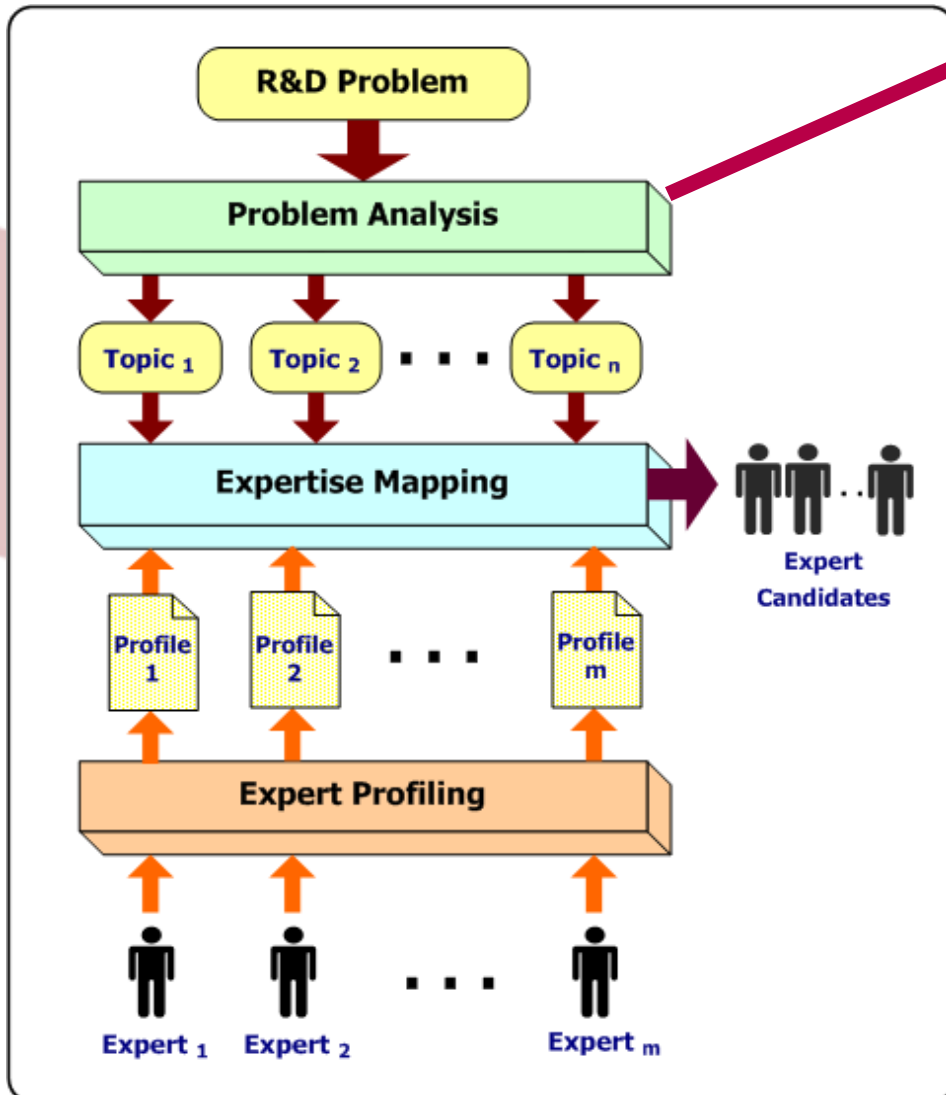 R&D Problem
Problem Analysis
Topic 1 Topic 2 . . . Topic n
Expertise Mapping
. .
Expert
Candidates
Profile
1
Profile
2
. . .
Profile
m
Expert Profiling
. . .
Expert 1 Expert 2 Expert m